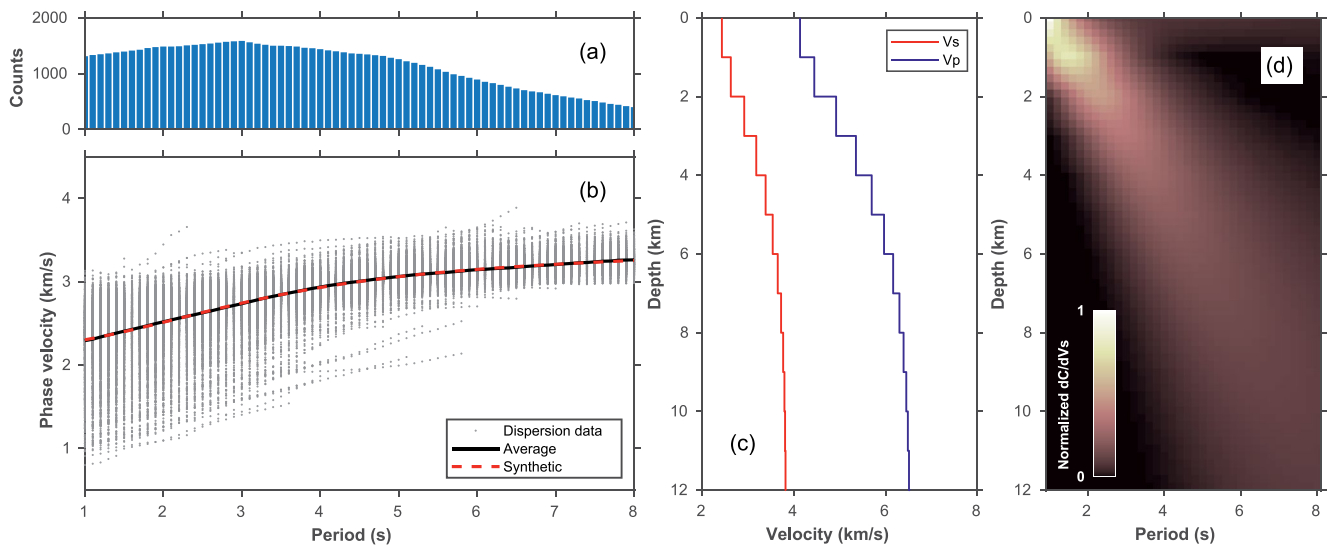 2000
1000
0
Counts
(a)
4
3
2
1
Phase velocity (km/s)
(b)
Dispersion data
Average
Synthetic
1 2 3 4 5 6 7 8
Period (s)
0
2
4
6
8
10
12
Depth (km)
Vs
Vp
(c)
2 4 6 8
Velocity (km/s)
0
2
4
6
8
10
12
Depth (km)
(d)
1
0
Normalized dC/dVs
2 4 6 8
Period (s)